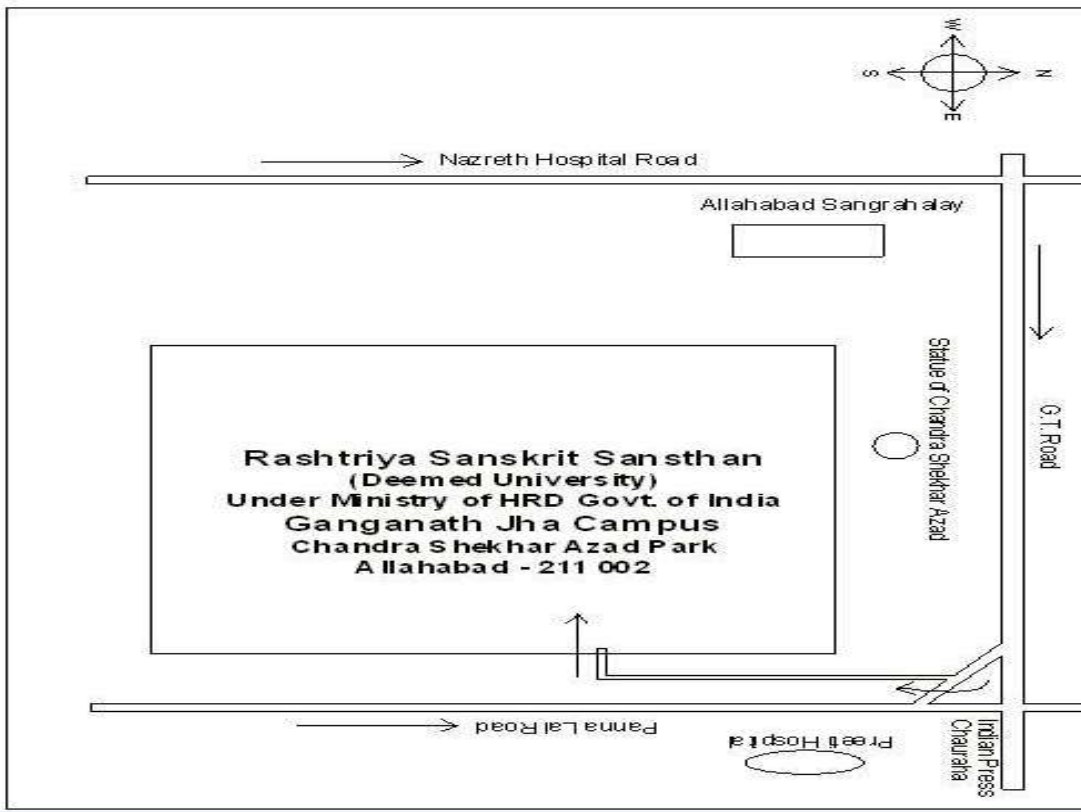 W
S N
E
Nazreth Hospital Road
Allahabad Sangrahalay
Statue of Chandra Shekhar Azad
G.T.Road
Rashtriya Sanskrit Sansthan
(Deemed University)
Under Ministry of HRD Govt. of India
Ganganath Jha Campus
Chandra Shekhar Azad Park
Allahabad - 211 002
Panna Lal Road
Preeti Hospital
Indian Press
Chauraha